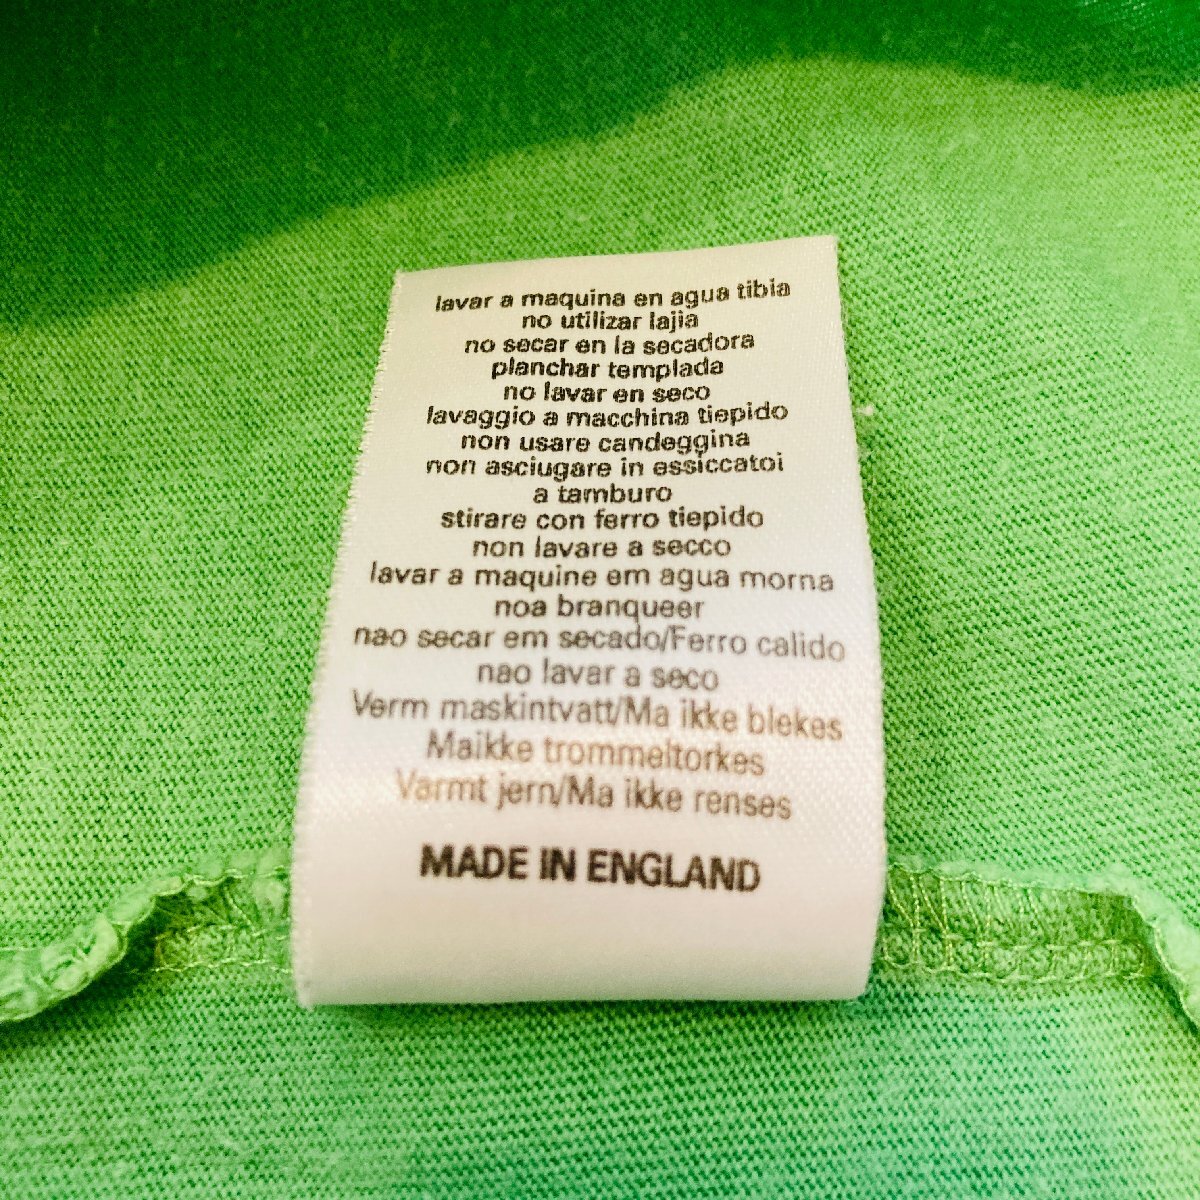 lavar a maquina en agua tibia
no utilizar lajia
no secar en la secadora
planchar templada
no lavar en seco
lavaggio a macchina tiepido
non usare candeggina
non asciugare in essiccatoi
a tamburo
stirare con ferro tiepido
non lavare a secco
lavar a maquine em agua morna
noa branqueer
nao secar em secado/Ferro calido
nao lavar a seco
Verm maskintvatt/Ma ikke blekes
Maikke trommeltorkes
Varmt jern/Ma ikke renses
MADE IN ENGLAND